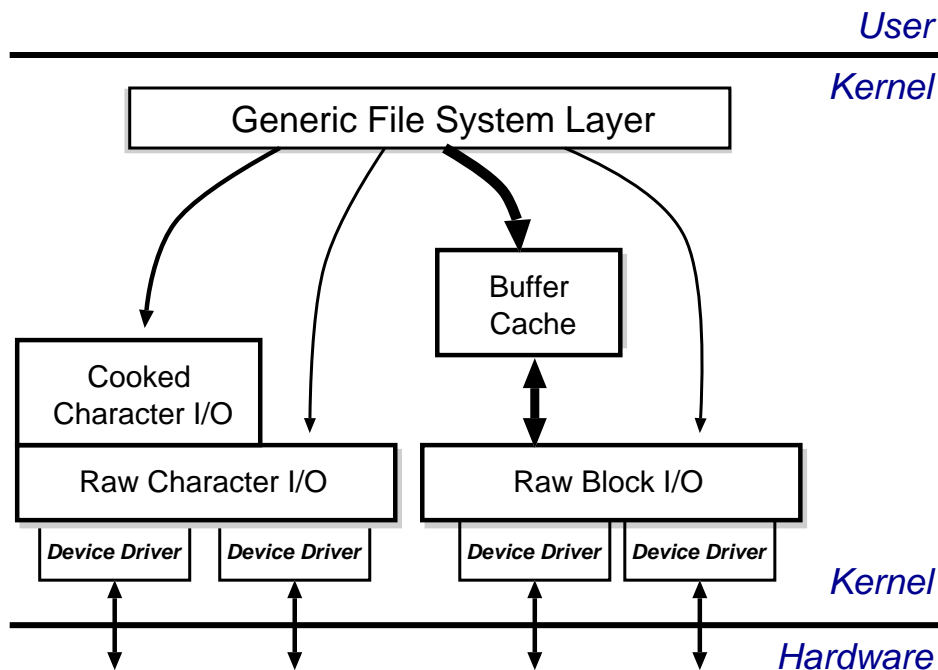 User
Kernel
Generic File System Layer
Buffer
Cache
Cooked
Character I/O
Raw Character I/O
Raw Block I/O
Device Driver
Device Driver
Device Driver
Device Driver
Kernel
Hardware